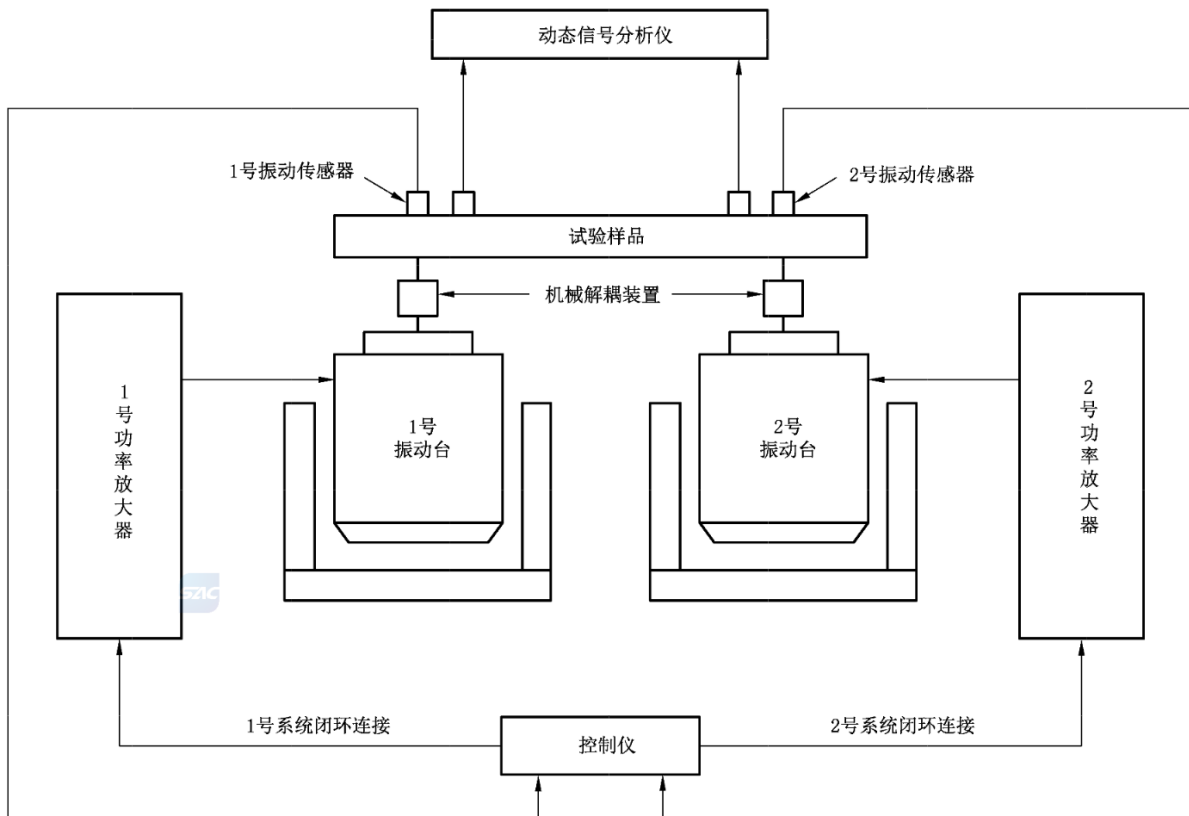 动态信号分析仪
1号振动传感器
2号振动传感器
试验样品
机械解耦装置
1号功率放大器
1号
振动台
2号
振动台
2号功率放大器
SAC
1号系统闭环连接
控制仪
2号系统闭环连接